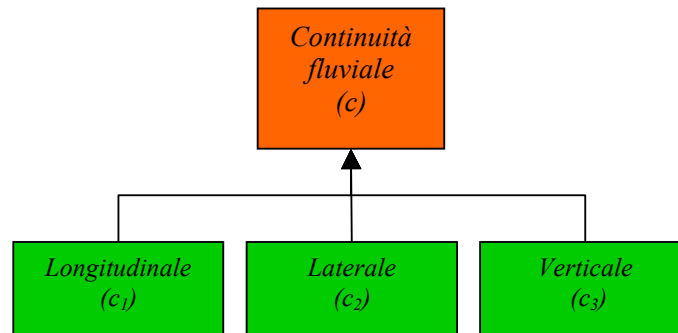 Continuità
fluviale
(c)
Longitudinale
(c₁)
Laterale
(c₂)
Verticale
(c₃)